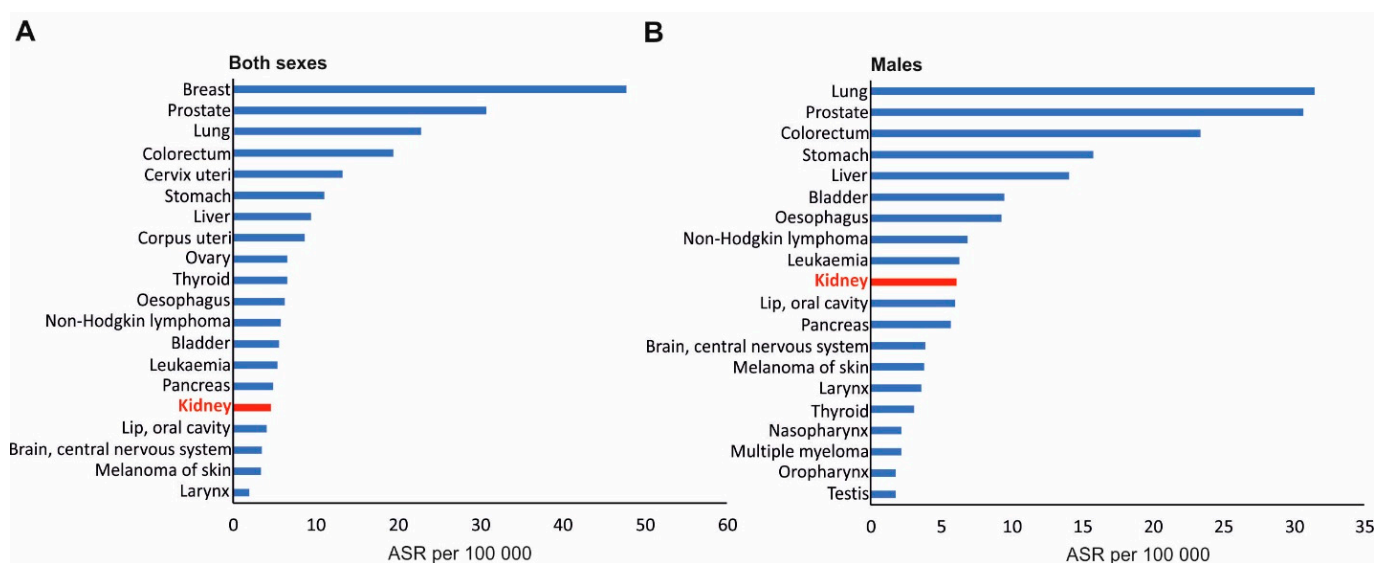 A
Both sexes
Breast
Prostate
Lung
Colorectum
Cervix uteri
Stomach
Liver
Corpus uteri
Ovary
Thyroid
Oesophagus
Non-Hodgkin lymphoma
Bladder
Leukaemia
Pancreas
Kidney
Lip, oral cavity
Brain, central nervous system
Melanoma of skin
Larynx
0 10 20 30 40 50 60
ASR per 100 000
B
Males
Lung
Prostate
Colorectum
Stomach
Liver
Bladder
Oesophagus
Non-Hodgkin lymphoma
Leukaemia
Kidney
Lip, oral cavity
Pancreas
Brain, central nervous system
Melanoma of skin
Larynx
Thyroid
Nasopharynx
Multiple myeloma
Oropharynx
Testis
0 5 10 15 20 25 30 35
ASR per 100 000